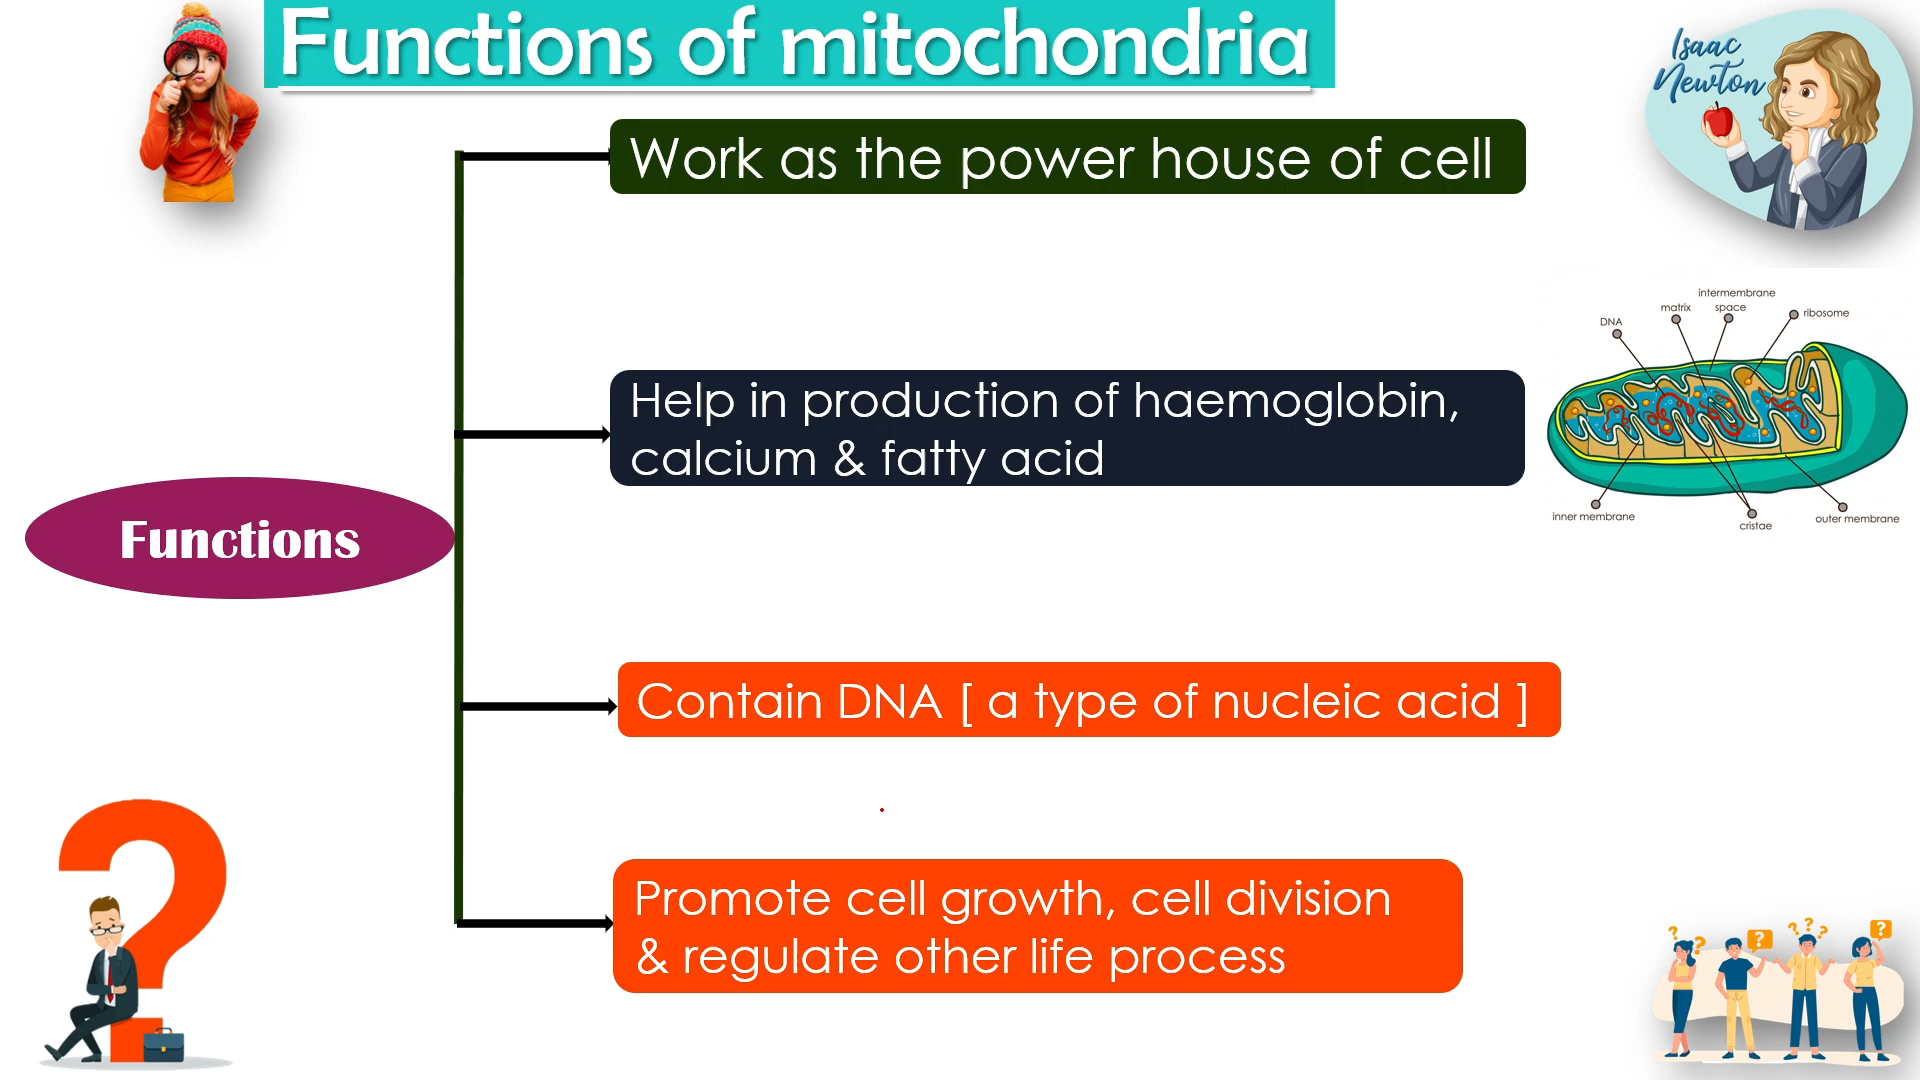 Functions of mitochondria
Isaac
Newton
Work as the power house of cell
intermembrane
space
matrix
DNA
ribosome
Help in production of haemoglobin,
calcium & fatty acid
inner membrane
cristae
outer membrane
Functions
Contain DNA [ a type of nucleic acid ]
Promote cell growth, cell division
& regulate other life process
?
? ? ? ? ? ? ?